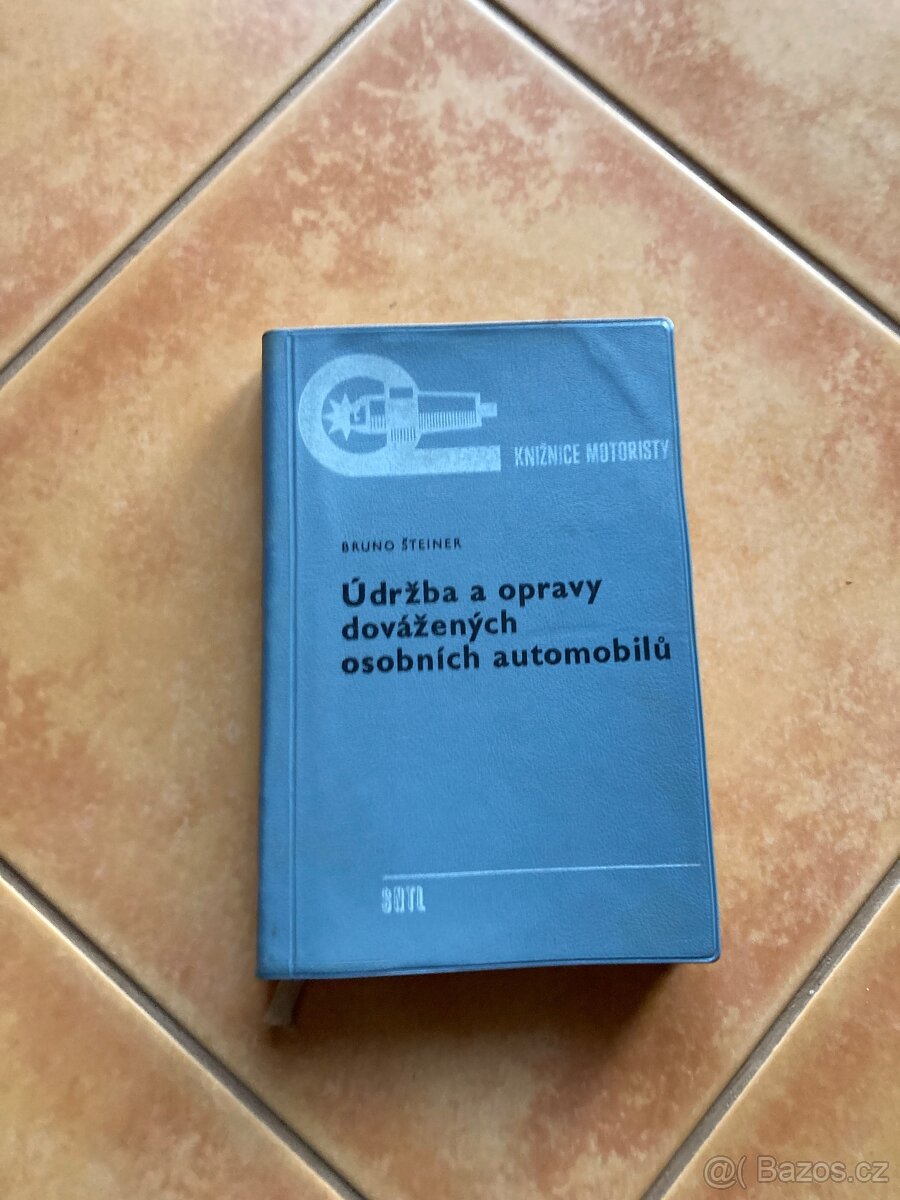 KNIŽNICE MOTORISTY
BRUNO ŠTEINER
Údržba a opravy
dovážených
osobních automobilů
SNTL
@( Bazos.cz